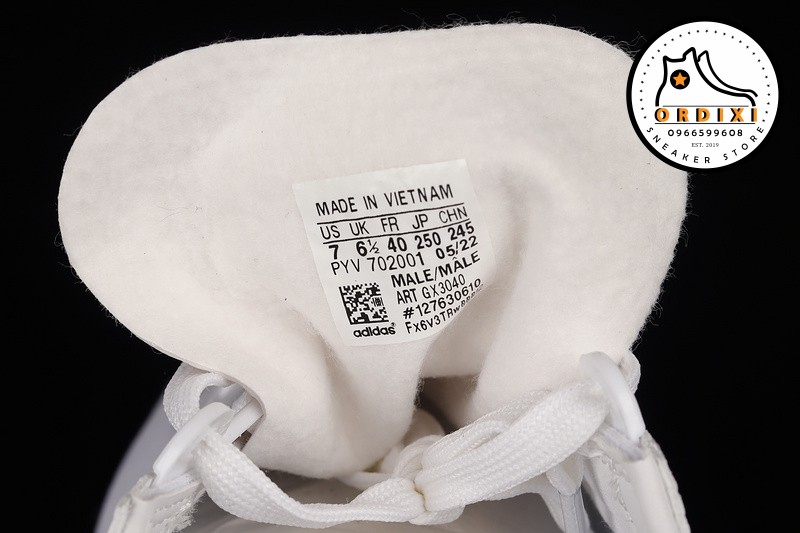 ORDIXI
0966599608
EST. 2019
SNEAKER STORE
MADE IN VIETNAM
US UK FR JP CHN
7 6½ 40 250 245
PYV 702001 05/22
MALE/MÂLE
ART GX3040
#127630610
adidas